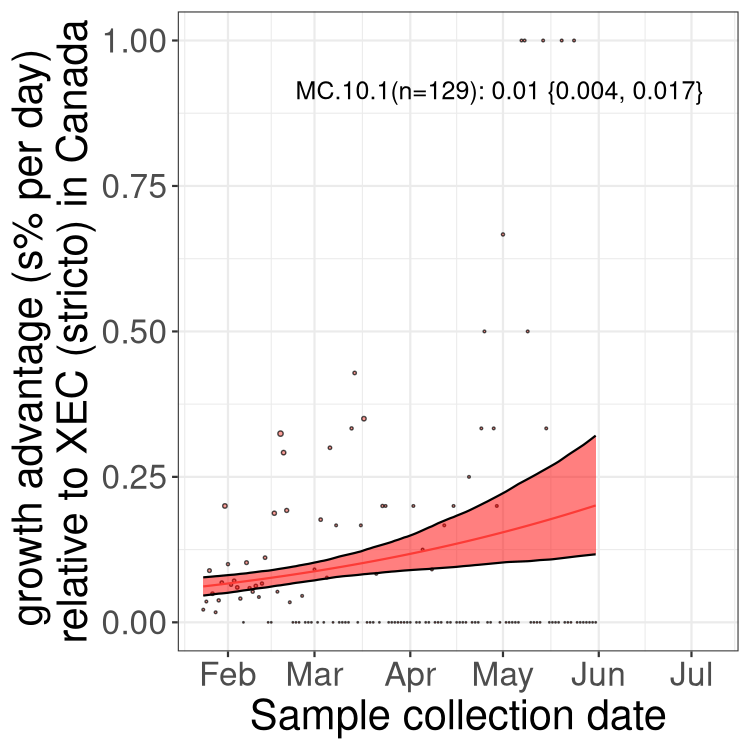 growth advantage (s% per day)
relative to XEC (stricto) in Canada
1.00
0.75
0.50
0.25
0.00
MC.10.1(n=129): 0.01 {0.004, 0.017}
Feb Mar Apr May Jun Jul
Sample collection date